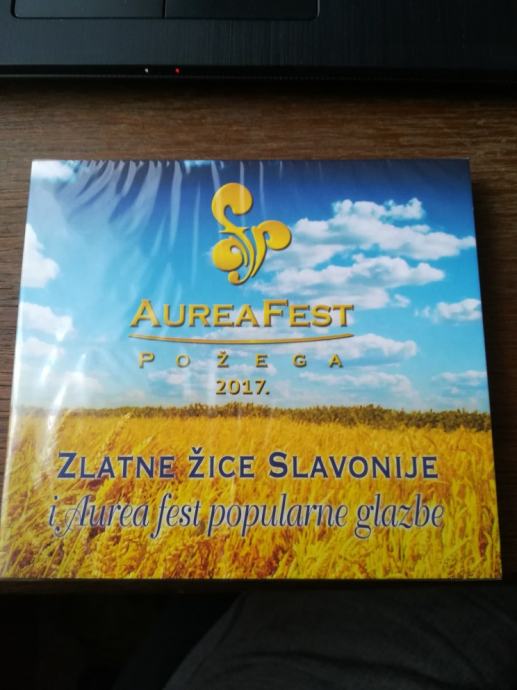 AUREAFEST
POŽEGA
2017.
ZLATNE ŽICE SLAVONIJE
i Aurea fest popularne glazbe